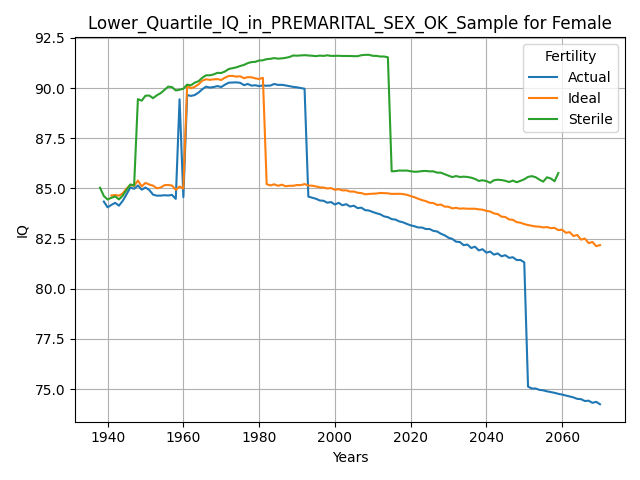 Lower_Quartile_IQ_in_PREMARITAL_SEX_OK_Sample for Female
92.5
90.0
87.5
85.0
82.5
80.0
77.5
75.0
IQ
Fertility
Actual
Ideal
Sterile
1940
1960
1980
2000
2020
2040
2060
Years